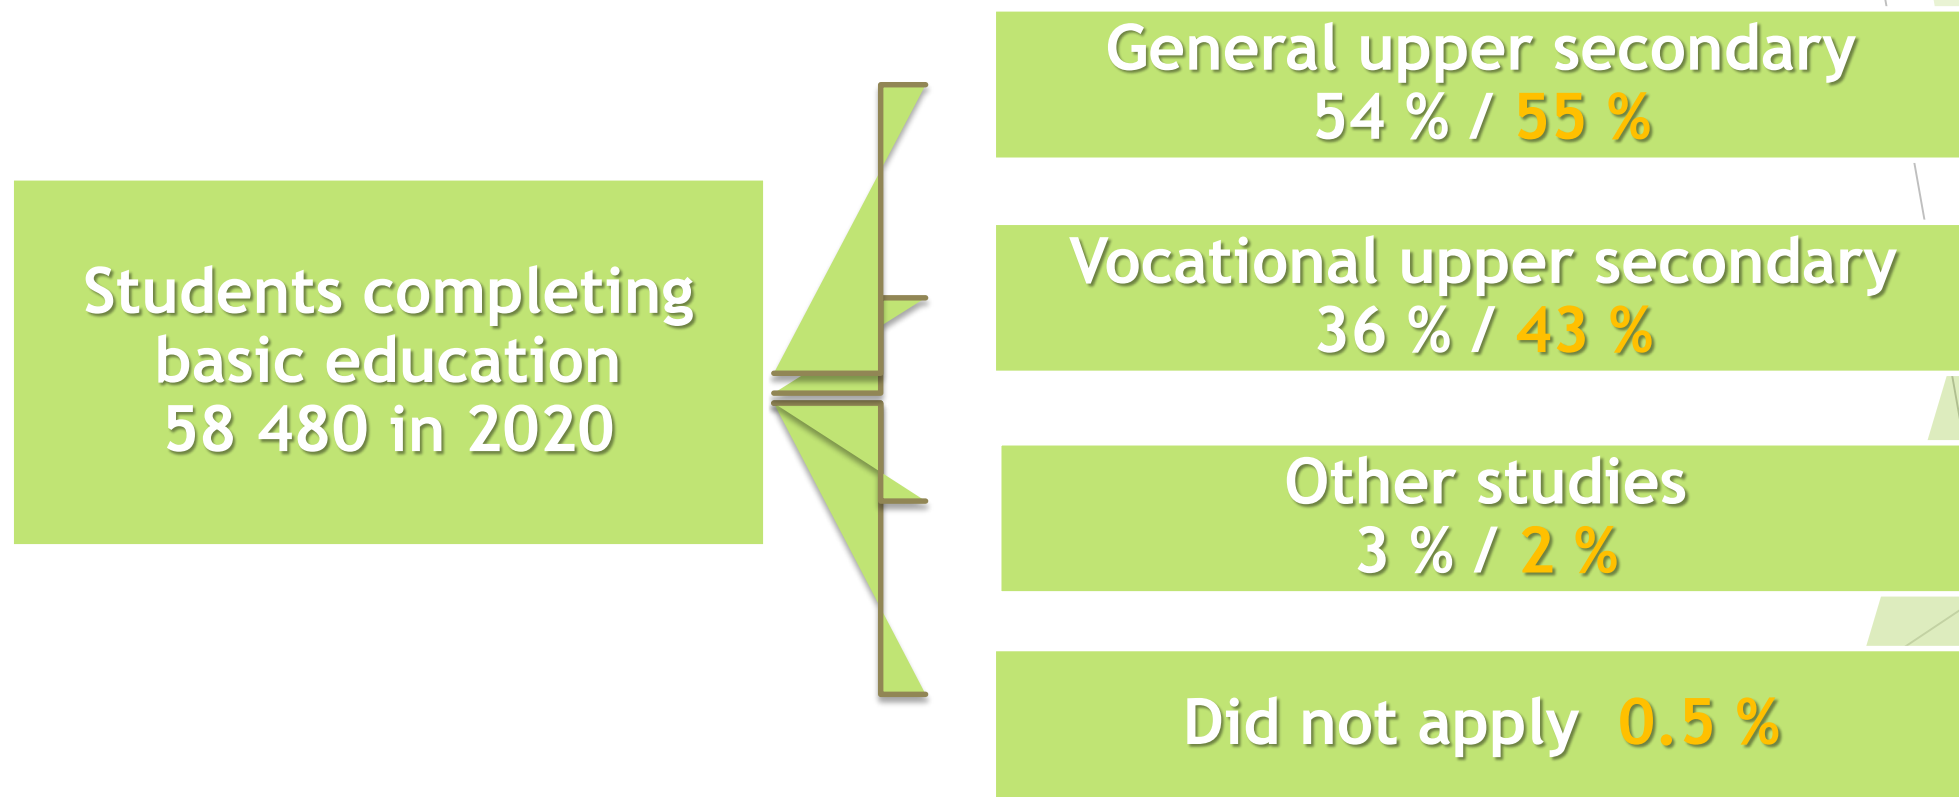 Students completing
basic education
58 480 in 2020
General upper secondary
54 % / 55 %
Vocational upper secondary
36 % / 43 %
Other studies
3 % / 2 %
Did not apply 0.5 %